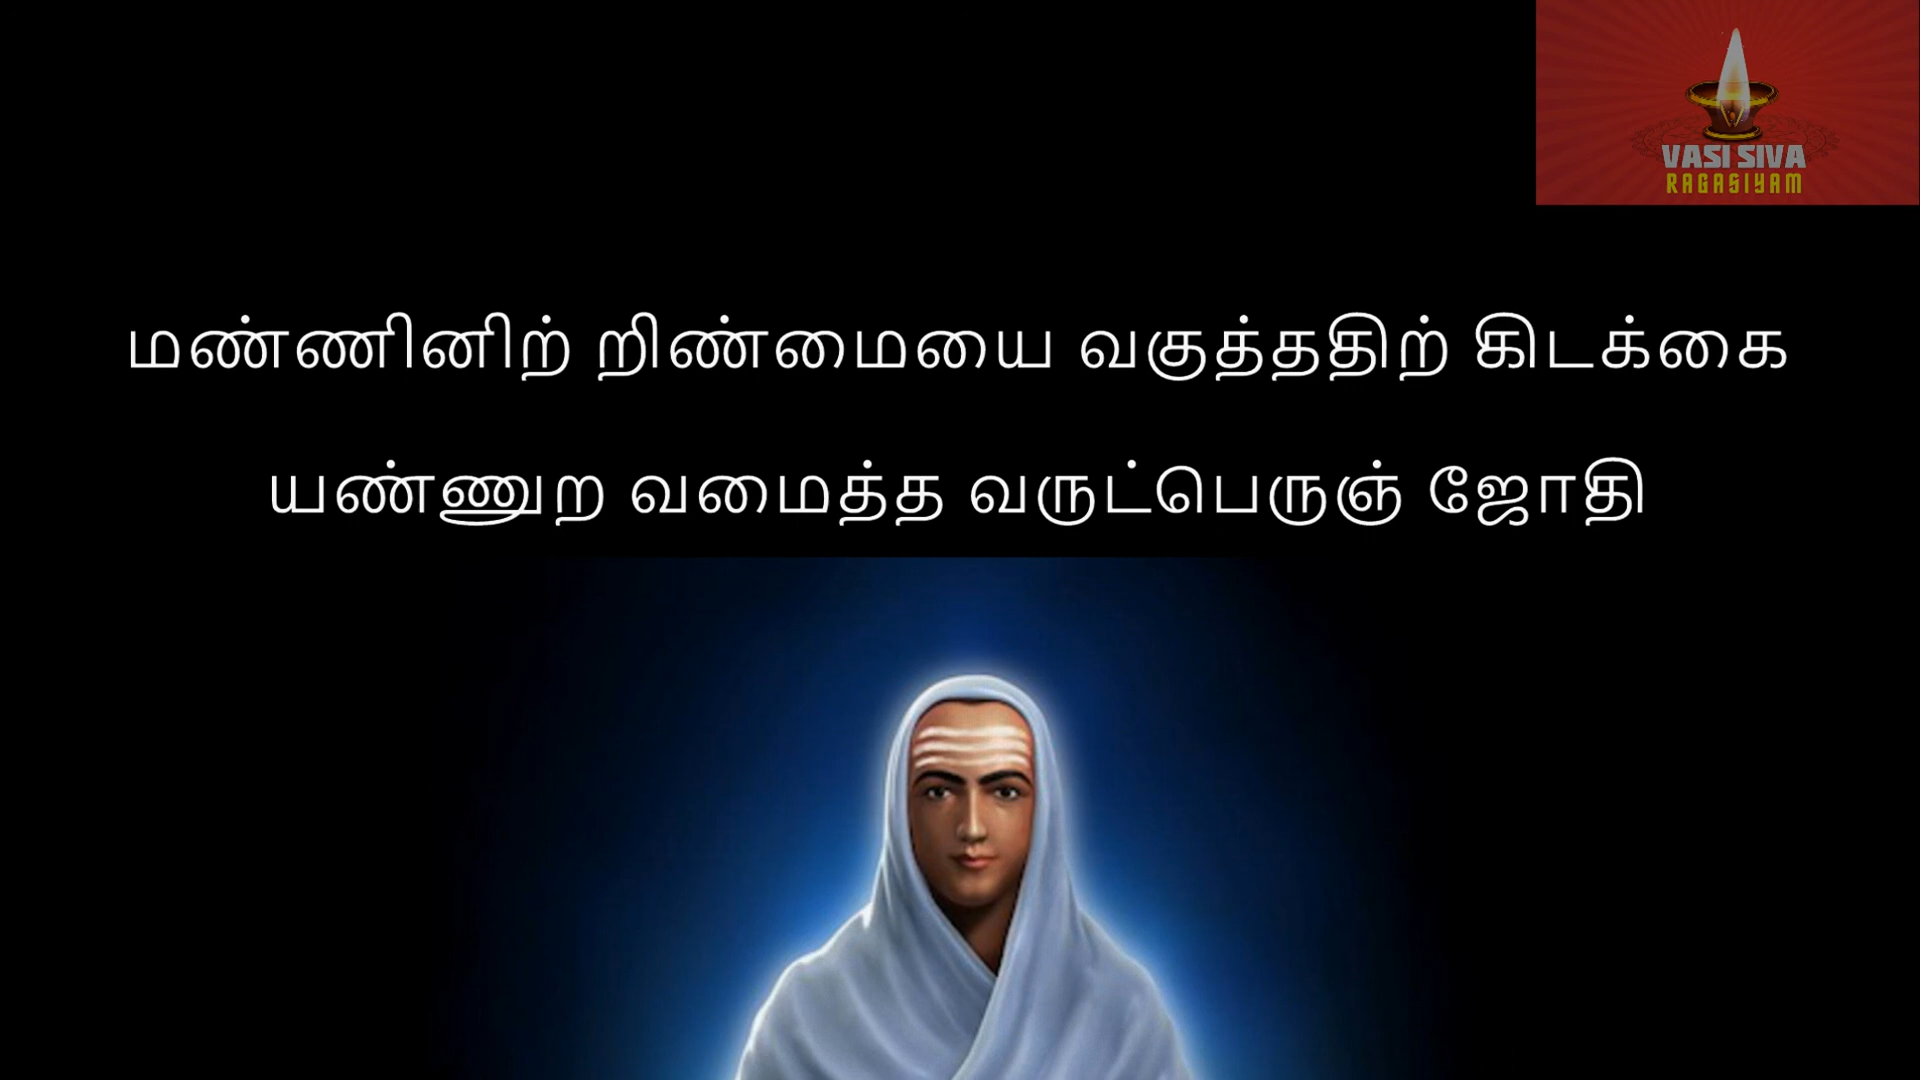 VASI SIVA
RAGASIYAM
மண்ணினிற் றிண்மையை வகுத்ததிற் கிடக்கை
யண்ணுற வமைத்த வருட்பெருஞ் ஜோதி